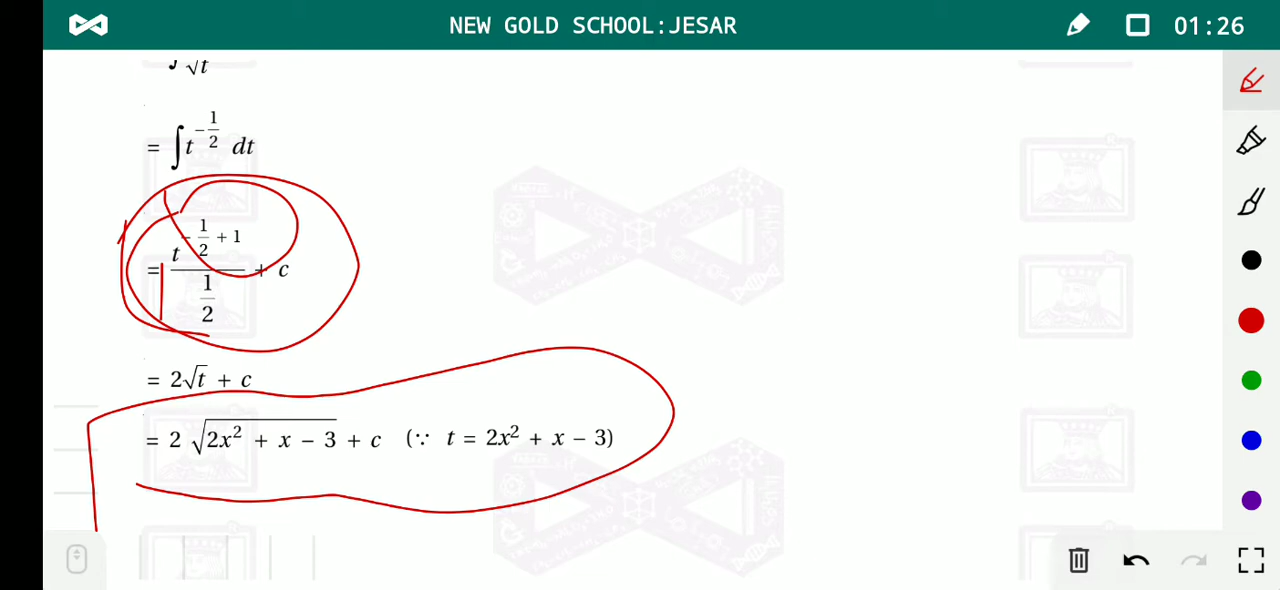 NEW GOLD SCHOOL:JESAR
01:26
∫ √t
= ∫ t^{-1/2} dt
= t^{-1/2 + 1} / (1/2) + c
= 2√t + c
= 2 √(2x² + x − 3) + c (∵ t = 2x² + x − 3)